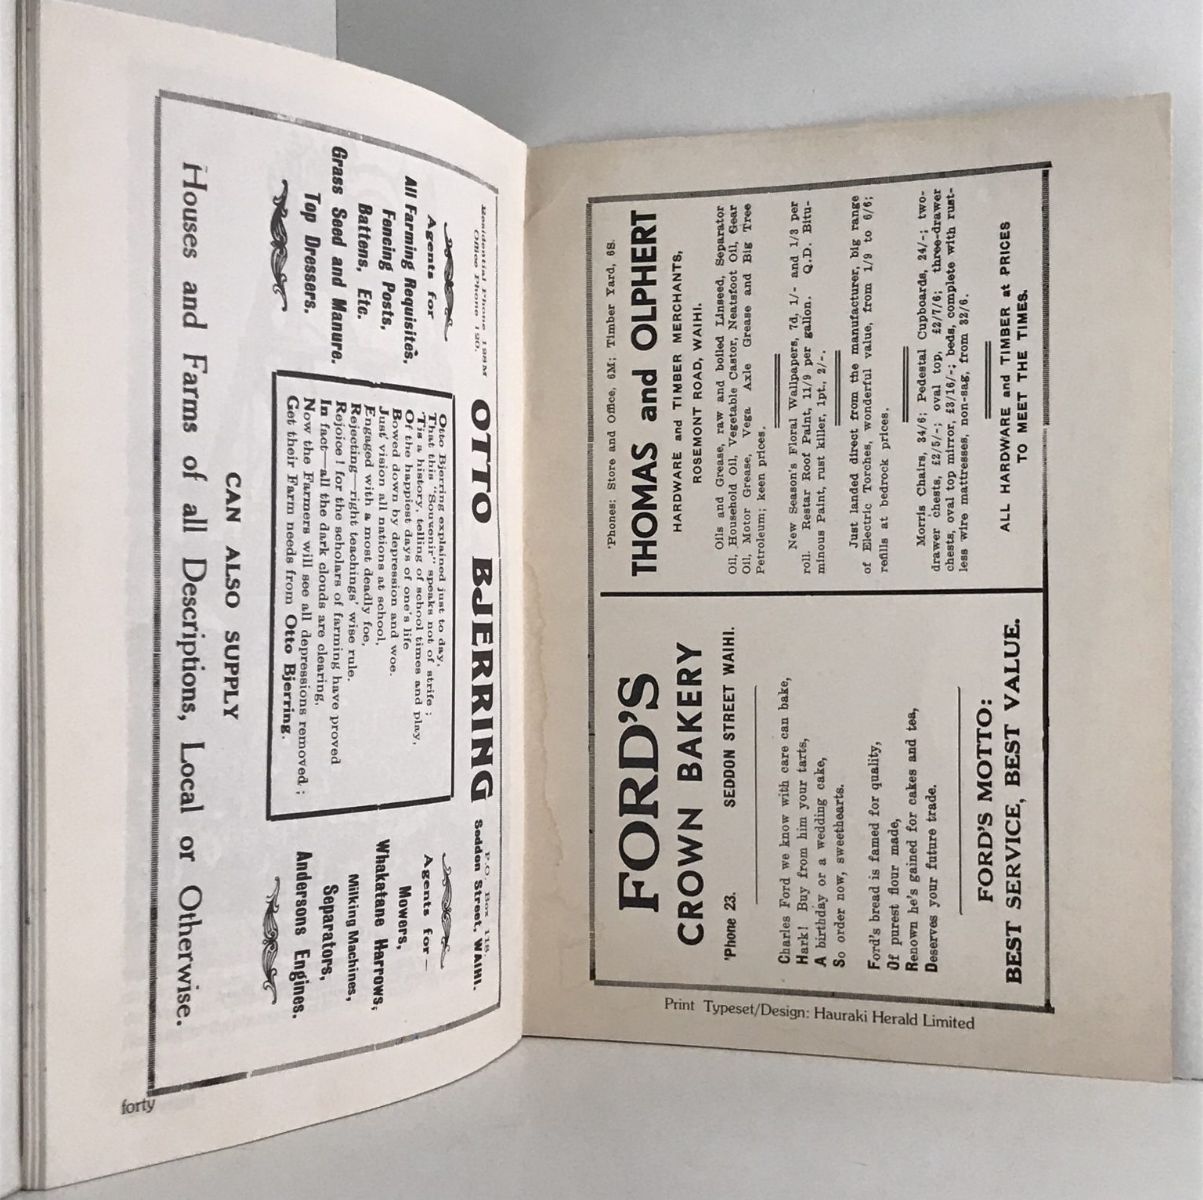 Residential Phone 198M
Office Phone 190.
OTTO BJERRING
P.O. Box 118,
Seddon Street, WAIHI.
Agents for
All Farming Requisites,
Fencing Posts,
Battens, Etc.
Grass Seed and Manure.
Top Dressers.
Otto Bjerring explained just to day,
That this "Souvenir" speaks not of strife ;
'Tis a history, telling of school times and play,
Of the happiest days of one's life
Bowed down by depression and woe.
Just vision all nations at school,
Engaged with a most deadly foe,
Rejecting—right teachings' wise rule.
Rejoice ! for the scholars of farming have proved
In fact—all the dark clouds are clearing,
Now the Farmers will see all depressions removed ;
Get their Farm needs from Otto Bjerring.
Agents for—
Mowers,
Whakatane Harrows,
Milking Machines,
Separators,
Andersons Engines.
CAN ALSO SUPPLY
Houses and Farms of all Descriptions, Local or Otherwise.
forty
'Phones: Store and Office, 6M; Timber Yard, 6S.
THOMAS and OLPHERT
HARDWARE and TIMBER MERCHANTS,
ROSEMONT ROAD, WAIHI.
Oils and Grease, raw and boiled Linseed, Separator
Oil, Household Oil, Vegetable Castor, Neatsfoot Oil, Gear
Oil, Motor Grease, Vega Axle Grease and Big Tree
Petroleum; keen prices.
New Season's Floral Wallpapers, 7d, 1/- and 1/3 per
roll. Restar Roof Paint, 11/9 per gallon. Q.D. Bitu-
minous Paint, rust killer, 1pt., 2/-.
Just landed direct from the manufacturer, big range
of Electric Torches, wonderful value, from 1/9 to 6/6;
refills at bedrock prices.
Morris Chairs, 34/6; Pedestal Cupboards, 24/-; two-
drawer chests, £2/5/-; oval top, £2/7/6; three-drawer
chests, oval top mirror, £3/16/-; beds, complete with rust-
less wire mattresses, non-sag, from 32/6.
ALL HARDWARE and TIMBER at PRICES
TO MEET THE TIMES.
FORD'S
CROWN BAKERY
'Phone 23. SEDDON STREET WAIHI.
Charles Ford we know with care can bake,
Hark! Buy from him your tarts,
A birthday or a wedding cake,
So order now, sweethearts.
Ford's bread is famed for quality,
Of purest flour made,
Renown he's gained for cakes and tea,
Deserves your future trade.
FORD'S MOTTO:
BEST SERVICE, BEST VALUE.
Print Typeset/Design: Hauraki Herald Limited